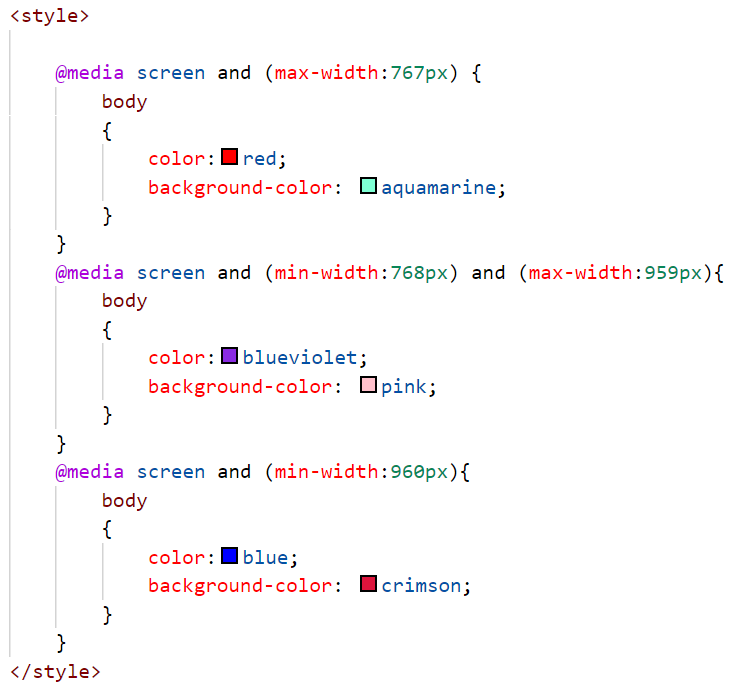 <style>
@media screen and (max-width:767px) {
body
{
color:red;
background-color: aquamarine;
}
}
@media screen and (min-width:768px) and (max-width:959px){
body
{
color:blueviolet;
background-color: pink;
}
}
@media screen and (min-width:960px){
body
{
color:blue;
background-color: crimson;
}
}
</style>